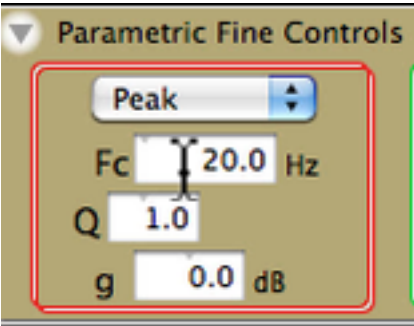 Parametric Fine Controls
Peak
Fc 20.0 Hz
Q 1.0
g 0.0 dB